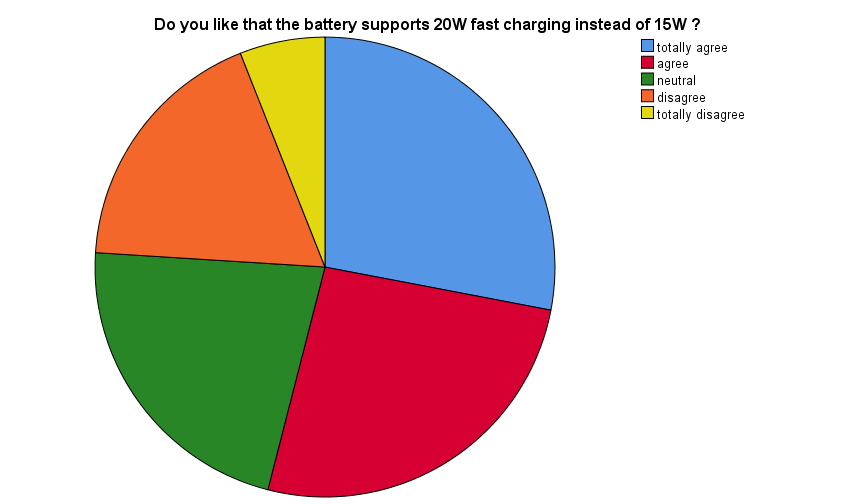 Do you like that the battery supports 20W fast charging instead of 15W ?
totally agree
agree
neutral
disagree
totally disagree